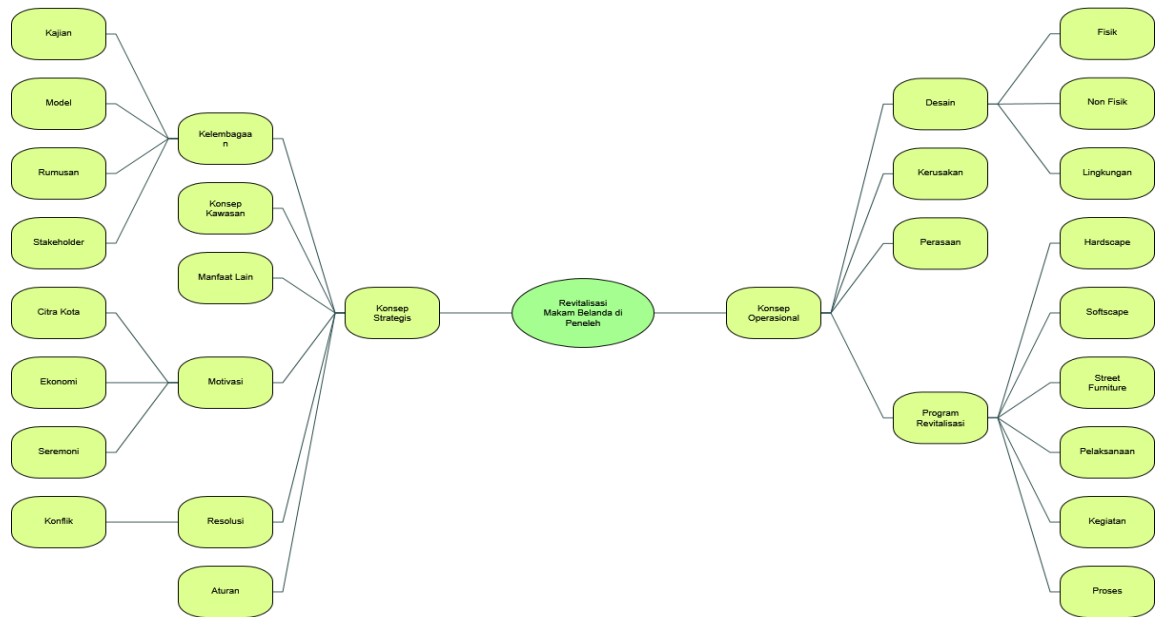 Kajian
Model
Rumusan
Stakeholder
Citra Kota
Ekonomi
Seremoni
Konflik
Kelembagaa
n
Konsep
Kawasan
Manfaat Lain
Motivasi
Resolusi
Aturan
Konsep
Strategis
Revitalisasi
Makam Belanda di
Peneleh
Konsep
Operasional
Desain
Kerusakan
Perasaan
Program
Revitalisasi
Fisik
Non Fisik
Lingkungan
Hardscape
Softscape
Street
Furniture
Pelaksanaan
Kegiatan
Proses